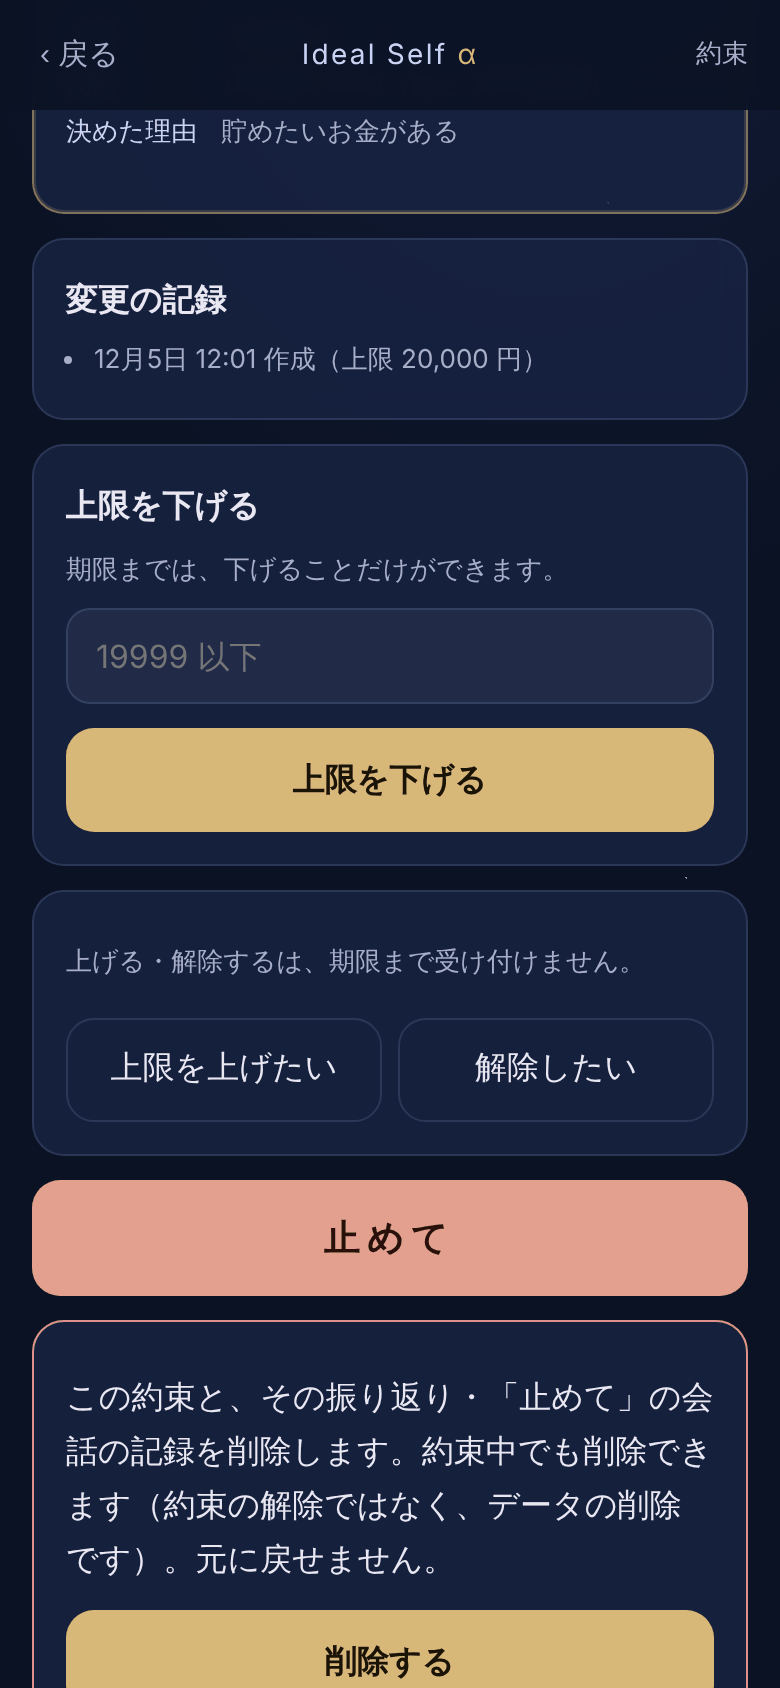 ‹ 戻る
Ideal Self α
約束
決めた理由 貯めたいお金がある
変更の記録
• 12月5日 12:01 作成（上限 20,000 円）
上限を下げる
期限までは、下げることだけができます。
19999 以下
上限を下げる
上げる・解除するは、期限まで受け付けません。
上限を上げたい
解除したい
止めて
この約束と、その振り返り・「止めて」の会
話の記録を削除します。約束中でも削除でき
ます（約束の解除ではなく、データの削除
です）。元に戻せません。
削除する